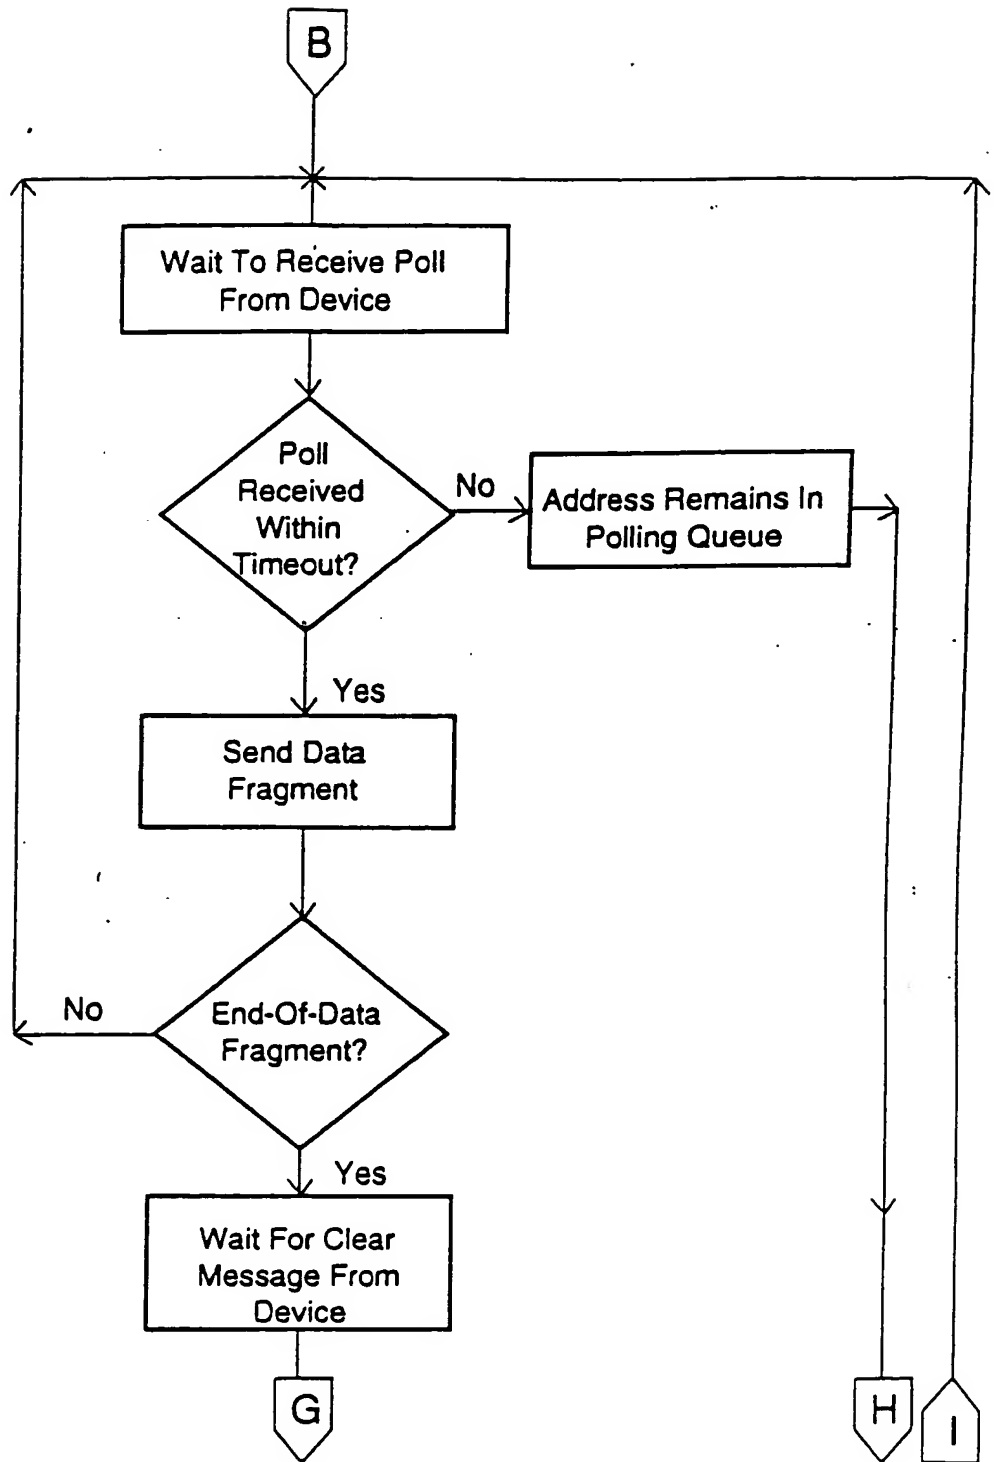 B
Wait To Receive Poll
From Device
Poll
Received
Within
Timeout?
No
Address Remains In
Polling Queue
Yes
Send Data
Fragment
No
End-Of-Data
Fragment?
Yes
Wait For Clear
Message From
Device
G
H
I